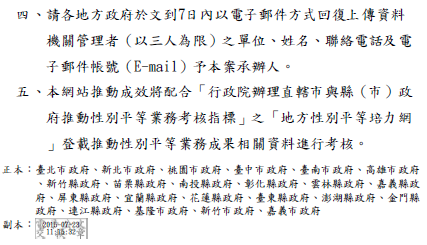 四、請各地方政府於文到7日內以電子郵件方式回復上傳資料
機關管理者（以三人為限）之單位、姓名、聯絡電話及電
子郵件帳號（E-mail）予本案承辦人。
五、本網站推動成效將配合「行政院辦理直轄市與縣（市）政
府推動性別平等業務考核指標」之「地方性別平等培力網
」登載推動性別平等業務成果相關資料進行考核。
正本：臺北市政府、新北市政府、桃園市政府、臺中市政府、臺南市政府、高雄市政府
、新竹縣政府、苗栗縣政府、南投縣政府、彰化縣政府、雲林縣政府、嘉義縣政
府、屏東縣政府、宜蘭縣政府、花蓮縣政府、臺東縣政府、澎湖縣政府、金門縣
政府、連江縣政府、基隆市政府、新竹市政府、嘉義市政府
副本：
2015-07-23